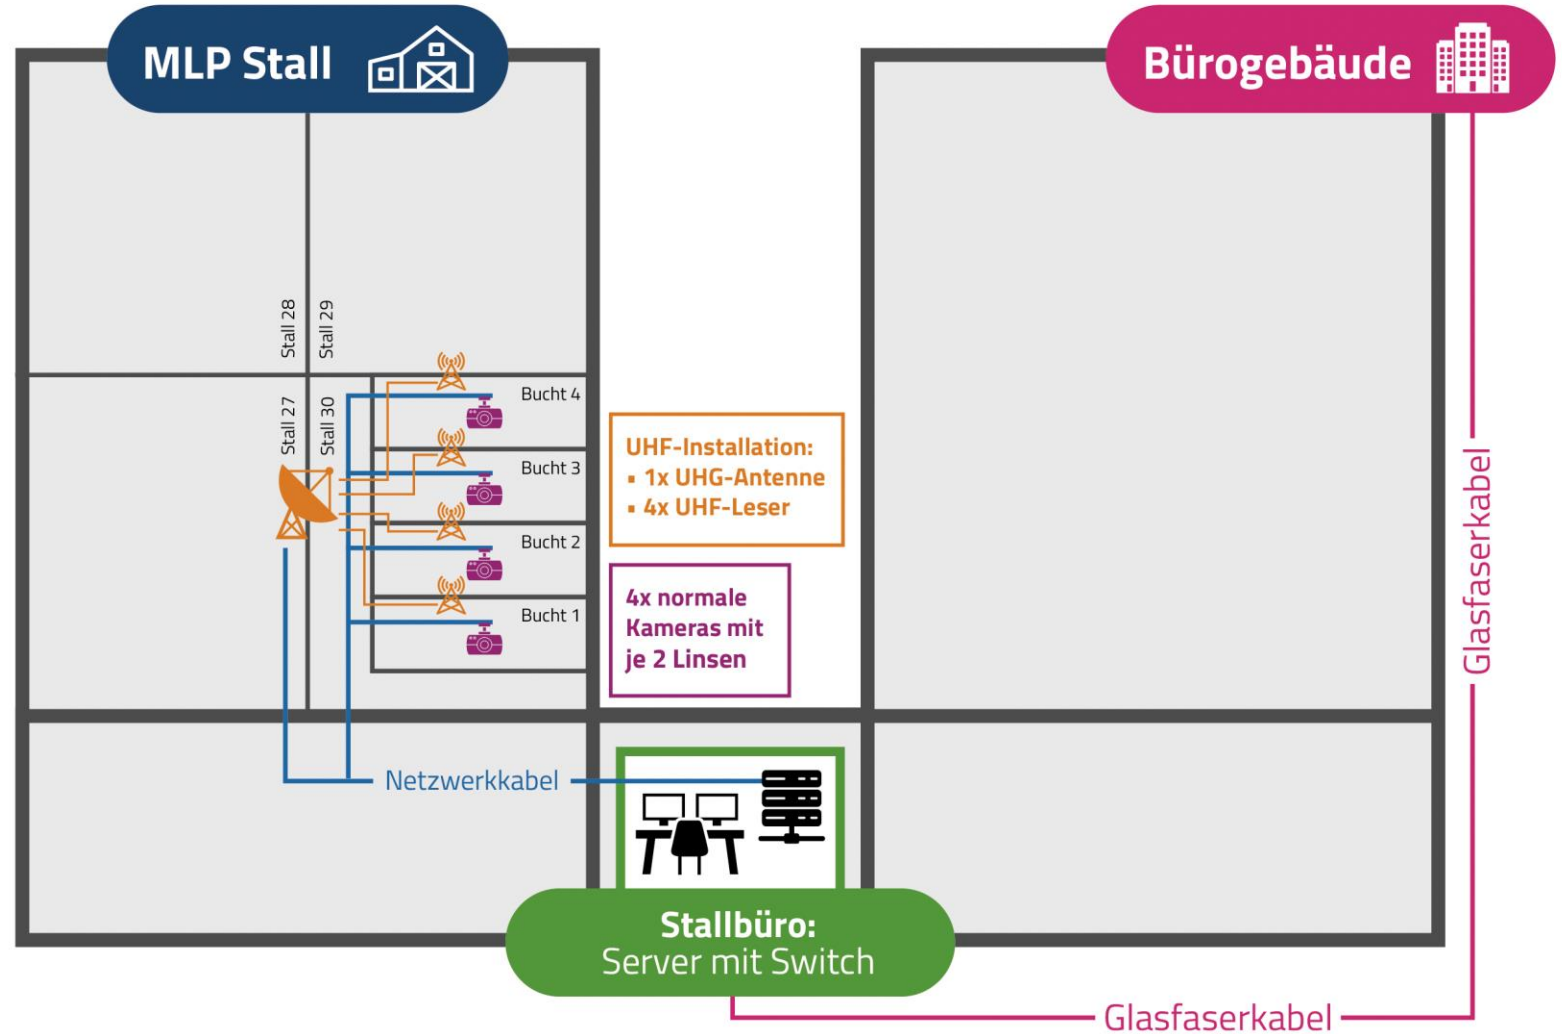 MLP Stall
Bürogebäude
Stall 28
Stall 29
Stall 27
Stall 30
Bucht 4
Bucht 3
Bucht 2
Bucht 1
UHF-Installation:
▪ 1x UHG-Antenne
▪ 4x UHF-Leser
4x normale
Kameras mit
je 2 Linsen
Glasfaserkabel
Netzwerkkabel
Stallbüro:
Server mit Switch
Glasfaserkabel